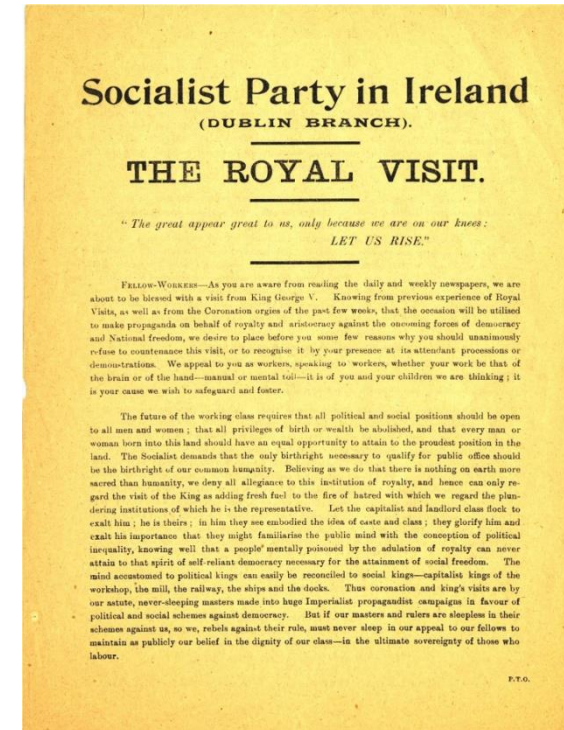 Socialist Party in Ireland
(DUBLIN BRANCH).
THE ROYAL VISIT.
" The great appear great to us, only because we are on our knees :
LET US RISE."
FELLOW-WORKERS—As you are aware from reading the daily and weekly newspapers, we are
about to be blessed with a visit from King George V. Knowing from previous experience of Royal
Visits, as well as from the Coronation orgies of the past few weeks, that the occasion will be utilised
to make propaganda on behalf of royalty and aristocracy against the oncoming forces of democracy
and National freedom, we desire to place before you some few reasons why you should unanimously
refuse to countenance this visit, or to recognise it by your presence at its attendant processions or
demonstrations. We appeal to you as workers, speaking to workers, whether your work be that of
the brain or of the hand—manual or mental toil—it is of you and your children we are thinking ; it
is your cause we wish to safeguard and foster.
The future of the working class requires that all political and social positions should be open
to all men and women ; that all privileges of birth or wealth be abolished, and that every man or
woman born into this land should have an equal opportunity to attain to the proudest position in the
land. The Socialist demands that the only birthright necessary to qualify for public office should
be the birthright of our common humanity. Believing as we do that there is nothing on earth more
sacred than humanity, we deny all allegiance to this institution of royalty, and hence can only re-
gard the visit of the King as adding fresh fuel to the fire of hatred with which we regard the plun-
dering institutions of which he is the representative. Let the capitalist and landlord class flock to
exalt him ; he is theirs ; in him they see embodied the idea of caste and class ; they glorify him and
exalt his importance that they might familiarise the public mind with the conception of political
inequality, knowing well that a people mentally poisoned by the adulation of royalty can never
attain to that spirit of self-reliant democracy necessary for the attainment of social freedom. The
mind accustomed to political kings can easily be reconciled to social kings—capitalist kings of the
workshop, the mill, the railway, the ships and the docks. Thus coronation and king's visits are by
our astute, never-sleeping masters made into huge Imperialist propagandist campaigns in favour of
political and social schemes against democracy. But if our masters and rulers are sleepless in their
schemes against us, so we, rebels against their rule, must never sleep in our appeal to our fellows to
maintain as publicly our belief in the dignity of our class—in the ultimate sovereignty of those who
labour.
P.T.O.